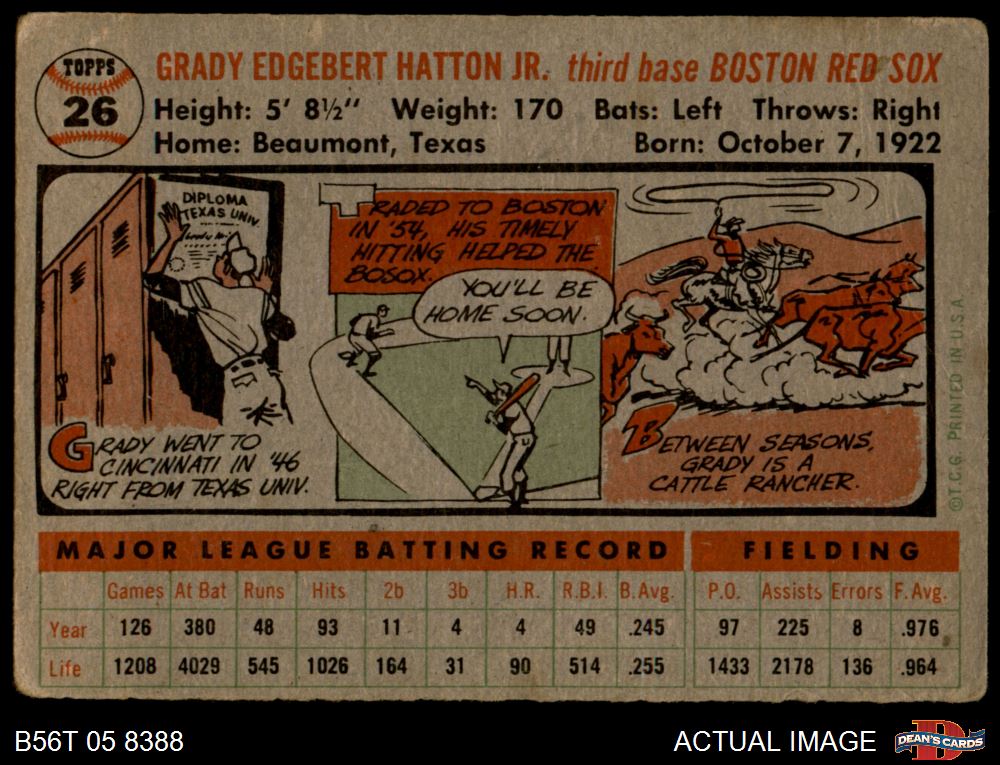 TOPPS
26
GRADY EDGEBERT HATTON JR. third base BOSTON RED SOX
Height: 5' 8½" Weight: 170 Bats: Left Throws: Right
Home: Beaumont, Texas Born: October 7, 1922
DIPLOMA
TEXAS UNIV.
GRADY WENT TO
CINCINNATI IN '46
RIGHT FROM TEXAS UNIV.
TRADED TO BOSTON
IN '54, HIS TIMELY
HITTING HELPED THE
BOSOX.
YOU'LL BE
HOME SOON.
BETWEEN SEASONS,
GRADY IS A
CATTLE RANCHER.
©T.C.G. PRINTED IN U.S.A.
MAJOR LEAGUE BATTING RECORD FIELDING
Games At Bat Runs Hits 2b 3b H.R. R.B.I. B.Avg. P.O. Assists Errors F.Avg.
Year 126 380 48 93 11 4 4 49 .245 97 225 8 .976
Life 1208 4029 545 1026 164 31 90 514 .255 1433 2178 136 .964
B56T 05 8388 ACTUAL IMAGE DEAN'S CARDS